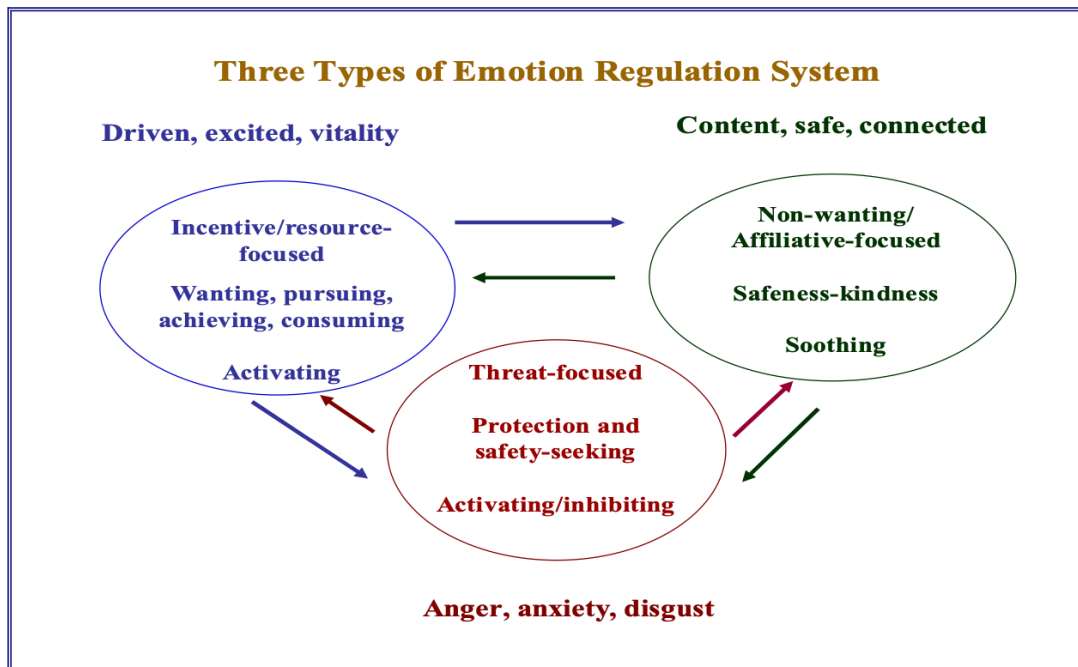 Three Types of Emotion Regulation System
Driven, excited, vitality
Content, safe, connected
Incentive/resource-
focused
Wanting, pursuing,
achieving, consuming
Activating
Non-wanting/
Affiliative-focused
Safeness-kindness
Soothing
Threat-focused
Protection and
safety-seeking
Activating/inhibiting
Anger, anxiety, disgust